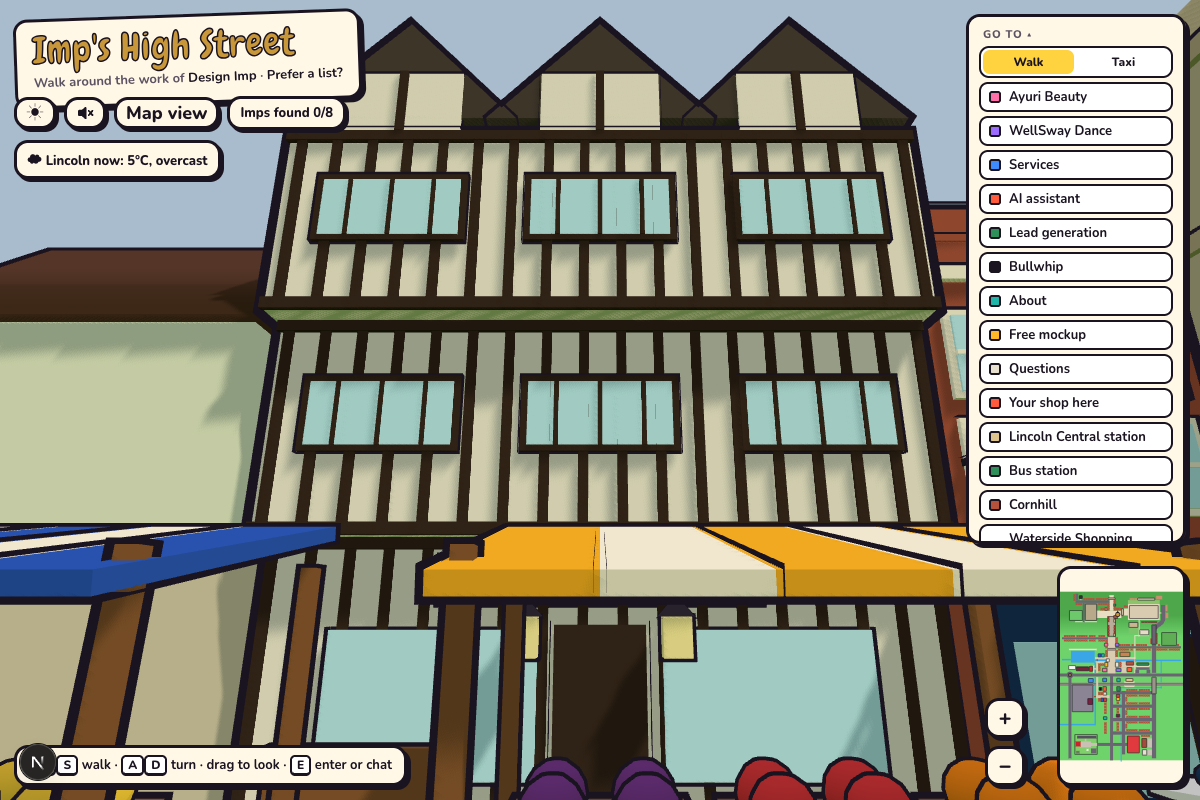 Imp's High Street
Walk around the work of Design Imp · Prefer a list?
Map view
Imps found 0/8
Lincoln now: 5°C, overcast
GO TO
Walk
Taxi
Ayuri Beauty
WellSway Dance
Services
AI assistant
Lead generation
Bullwhip
About
Free mockup
Questions
Your shop here
Lincoln Central station
Bus station
Cornhill
Waterside Shopping
+
−
N S walk · A D turn · drag to look · E enter or chat